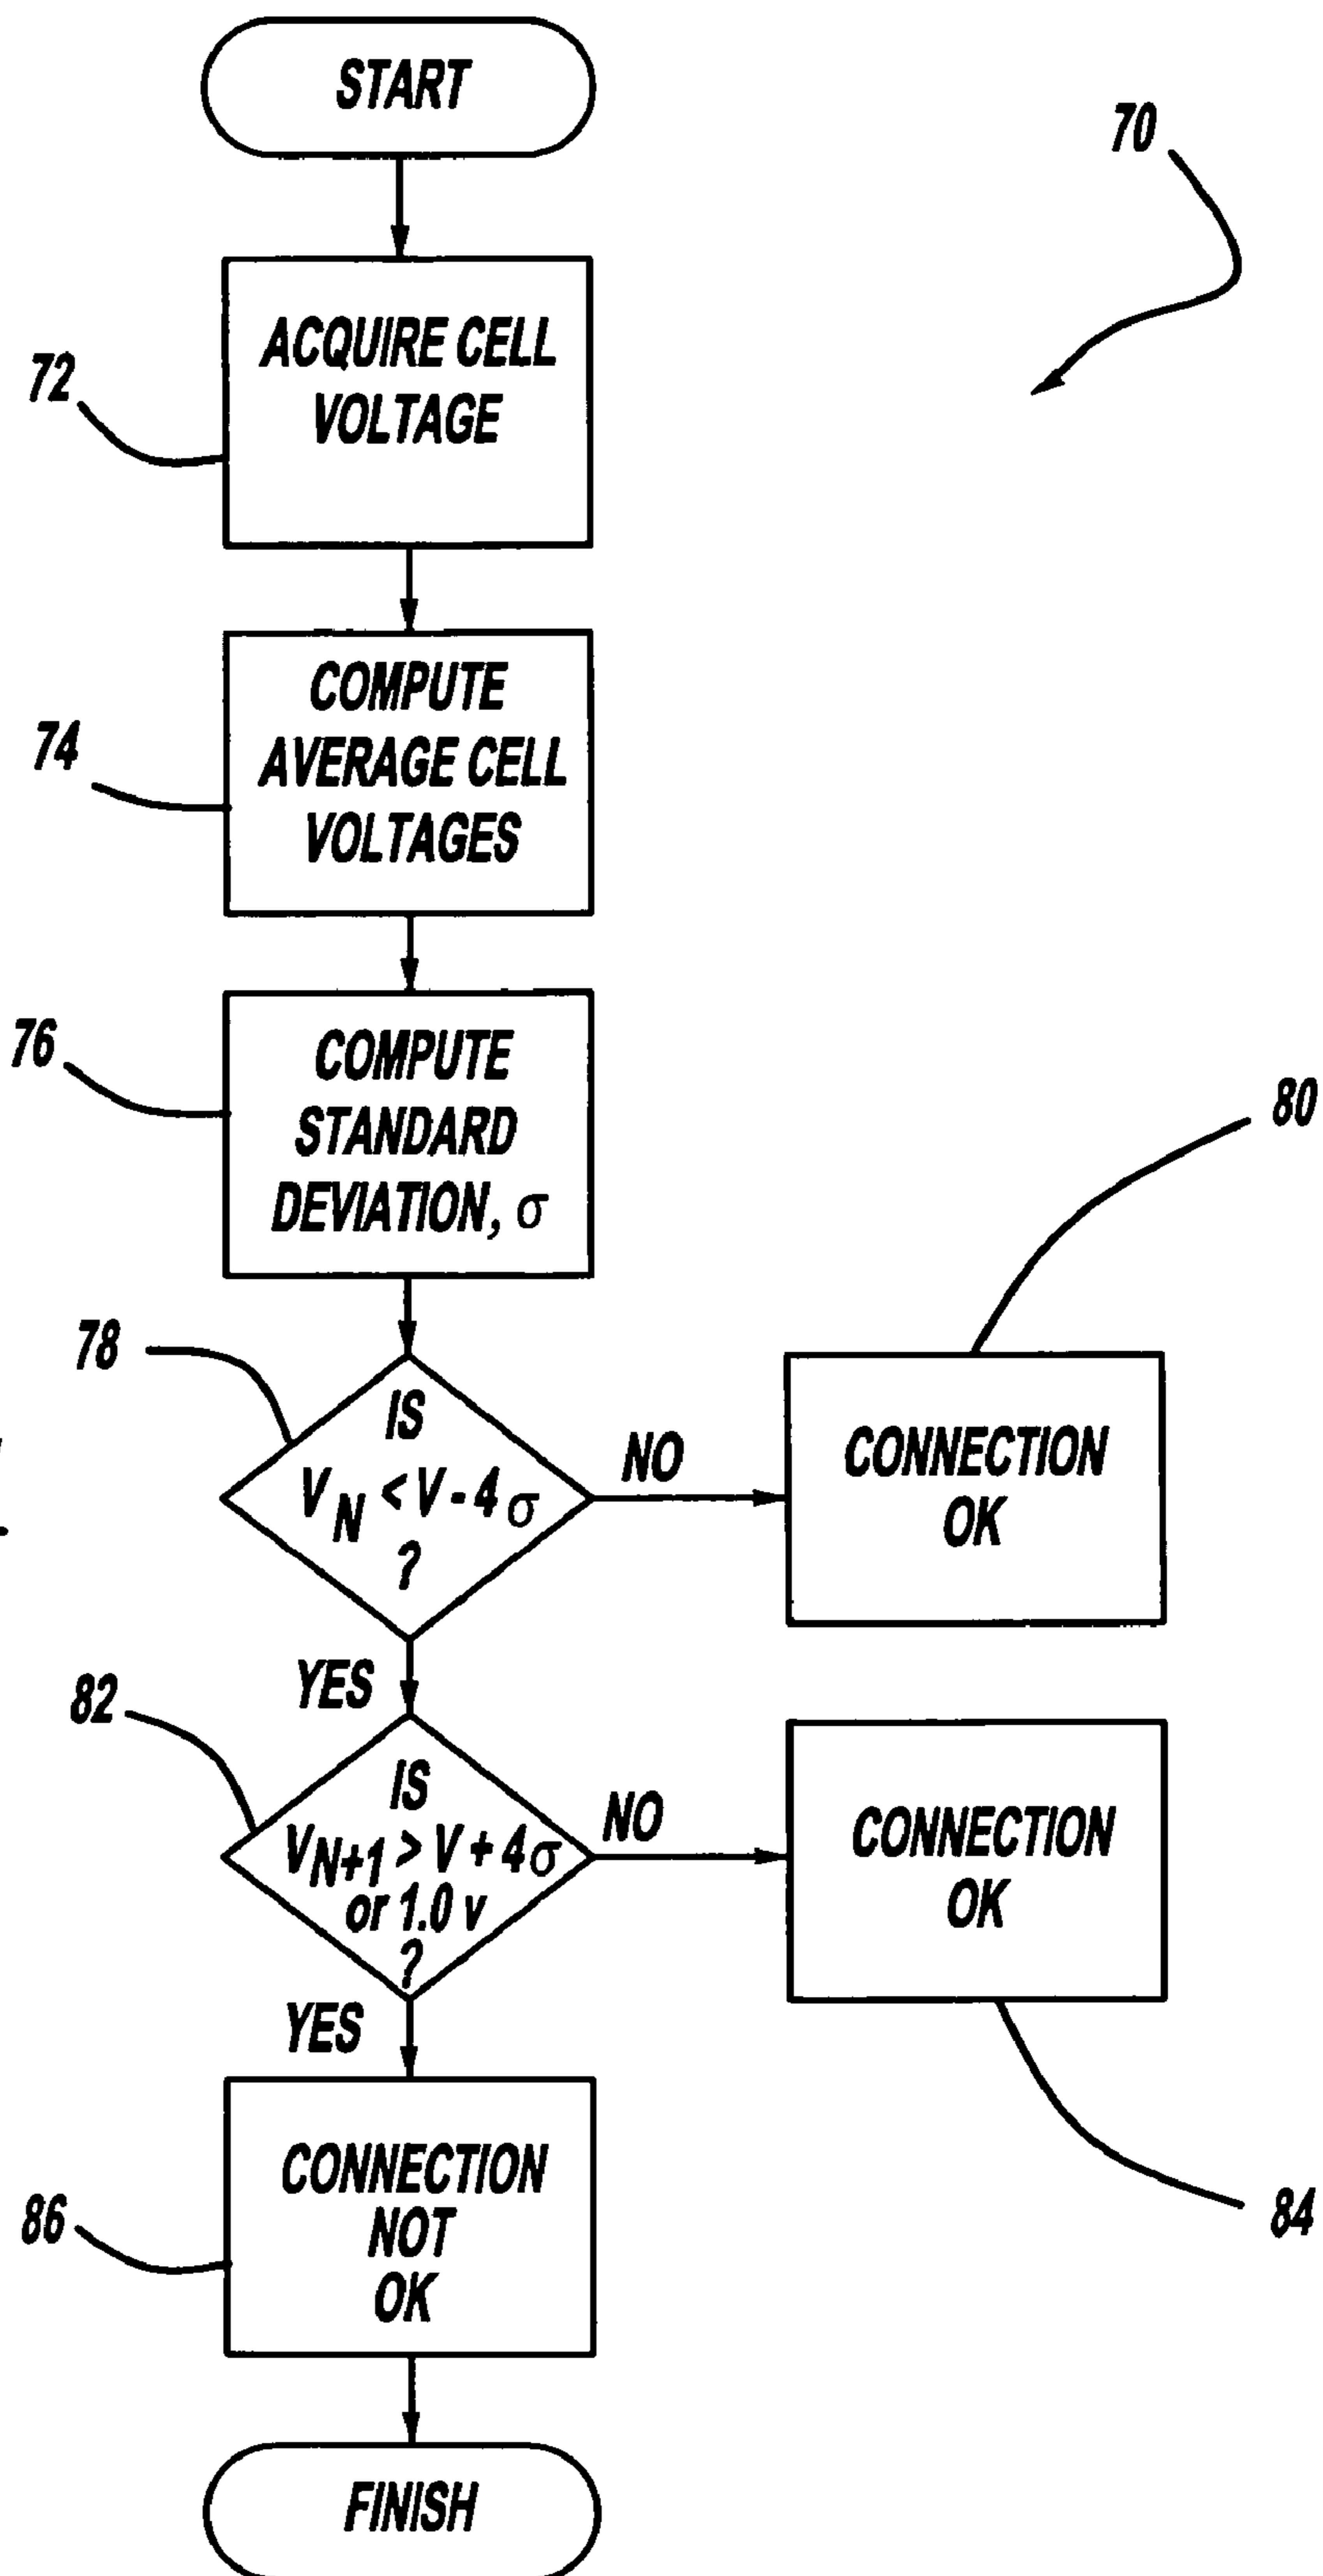 START
70
ACQUIRE CELL
VOLTAGE
72
COMPUTE
AVERAGE CELL
VOLTAGES
74
COMPUTE
STANDARD
DEVIATION, σ
76
80
78
IS
V_N < V - 4σ
?
NO
CONNECTION
OK
YES
82
IS
V_{N+1} > V + 4σ
or 1.0 v
?
NO
CONNECTION
OK
84
YES
CONNECTION
NOT
OK
86
FINISH